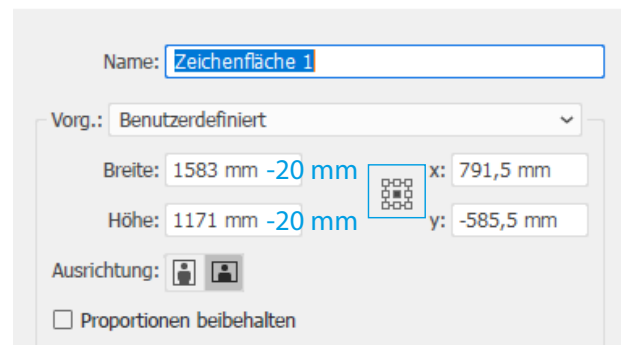 Name: Zeichenfläche 1
Vorg.: Benutzerdefiniert
Breite: 1583 mm -20 mm x: 791,5 mm
Höhe: 1171 mm -20 mm y: -585,5 mm
Ausrichtung:
Proportionen beibehalten